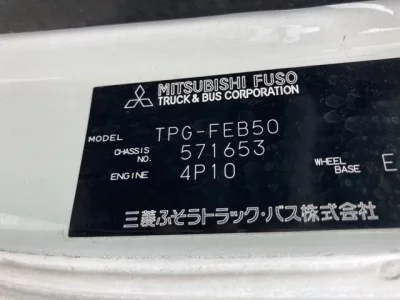 MITSUBISHI FUSO
TRUCK & BUS CORPORATION
MODEL TPG-FEB50
CHASSIS NO. 571653
ENGINE 4P10 WHEEL BASE E
三菱ふそうトラック・バス株式会社